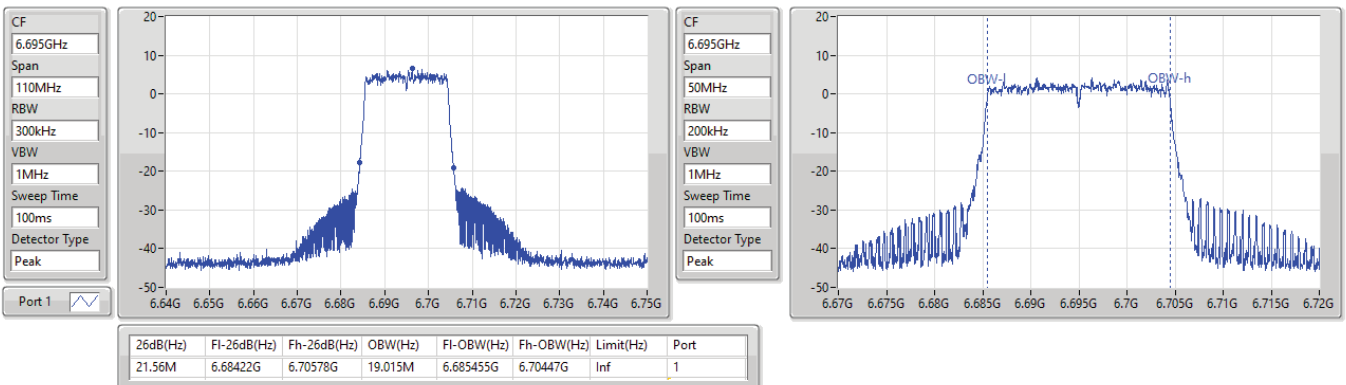 CF
6.695GHz
Span
110MHz
RBW
300kHz
VBW
1MHz
Sweep Time
100ms
Detector Type
Peak
Port 1
20
10
0
-10
-20
-30
-40
-50
6.64G 6.65G 6.66G 6.67G 6.68G 6.69G 6.7G 6.71G 6.72G 6.73G 6.74G 6.75G
CF
6.695GHz
Span
50MHz
RBW
200kHz
VBW
1MHz
Sweep Time
100ms
Detector Type
Peak
20
10
0
-10
-20
-30
-40
-50
OBW-l OBW-h
6.67G 6.675G 6.68G 6.685G 6.69G 6.695G 6.7G 6.705G 6.71G 6.715G 6.72G
26dB(Hz) Fl-26dB(Hz) Fh-26dB(Hz) OBW(Hz) Fl-OBW(Hz) Fh-OBW(Hz) Limit(Hz) Port
21.56M 6.68422G 6.70578G 19.015M 6.685455G 6.70447G Inf 1